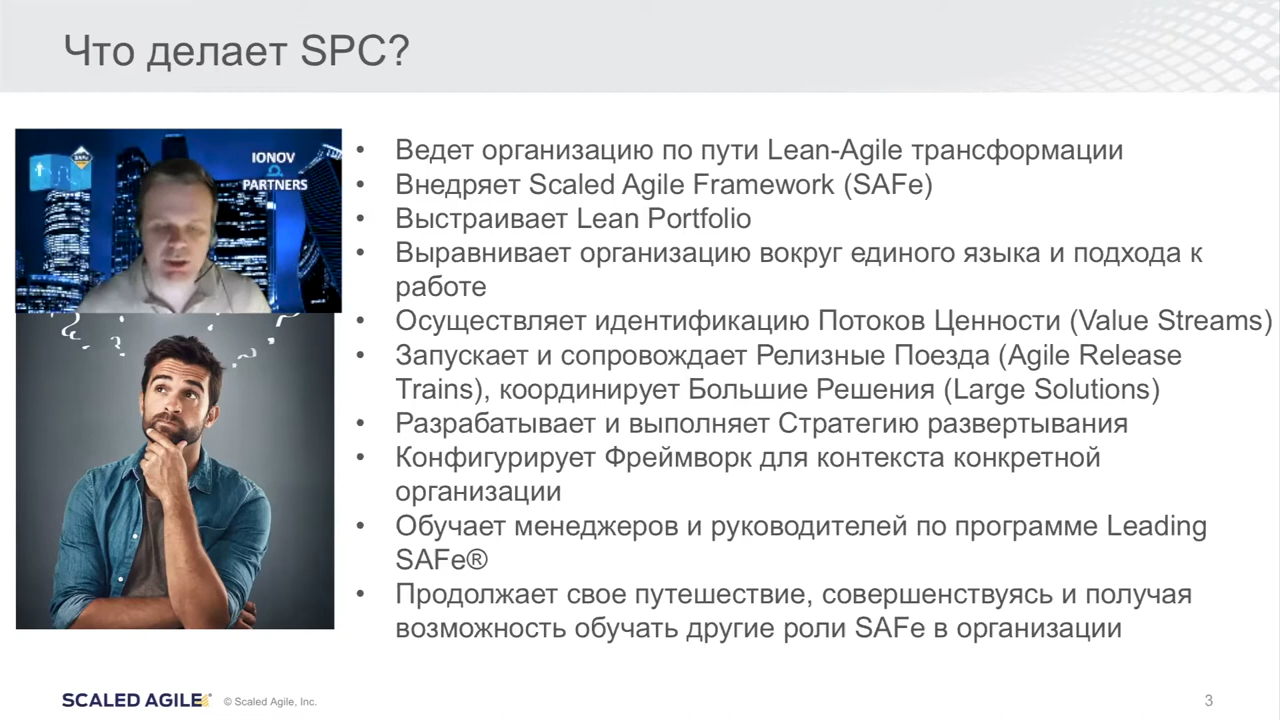 Что делает SPC?
IONOV
PARTNERS
• Ведет организацию по пути Lean-Agile трансформации
• Внедряет Scaled Agile Framework (SAFe)
• Выстраивает Lean Portfolio
• Выравнивает организацию вокруг единого языка и подхода к
работе
• Осуществляет идентификацию Потоков Ценности (Value Streams)
• Запускает и сопровождает Релизные Поезда (Agile Release
Trains), координирует Большие Решения (Large Solutions)
• Разрабатывает и выполняет Стратегию развертывания
• Конфигурирует Фреймворк для контекста конкретной
организации
• Обучает менеджеров и руководителей по программе Leading
SAFe®
• Продолжает свое путешествие, совершенствуясь и получая
возможность обучать другие роли SAFe в организации
SCALED AGILE © Scaled Agile, Inc.
3